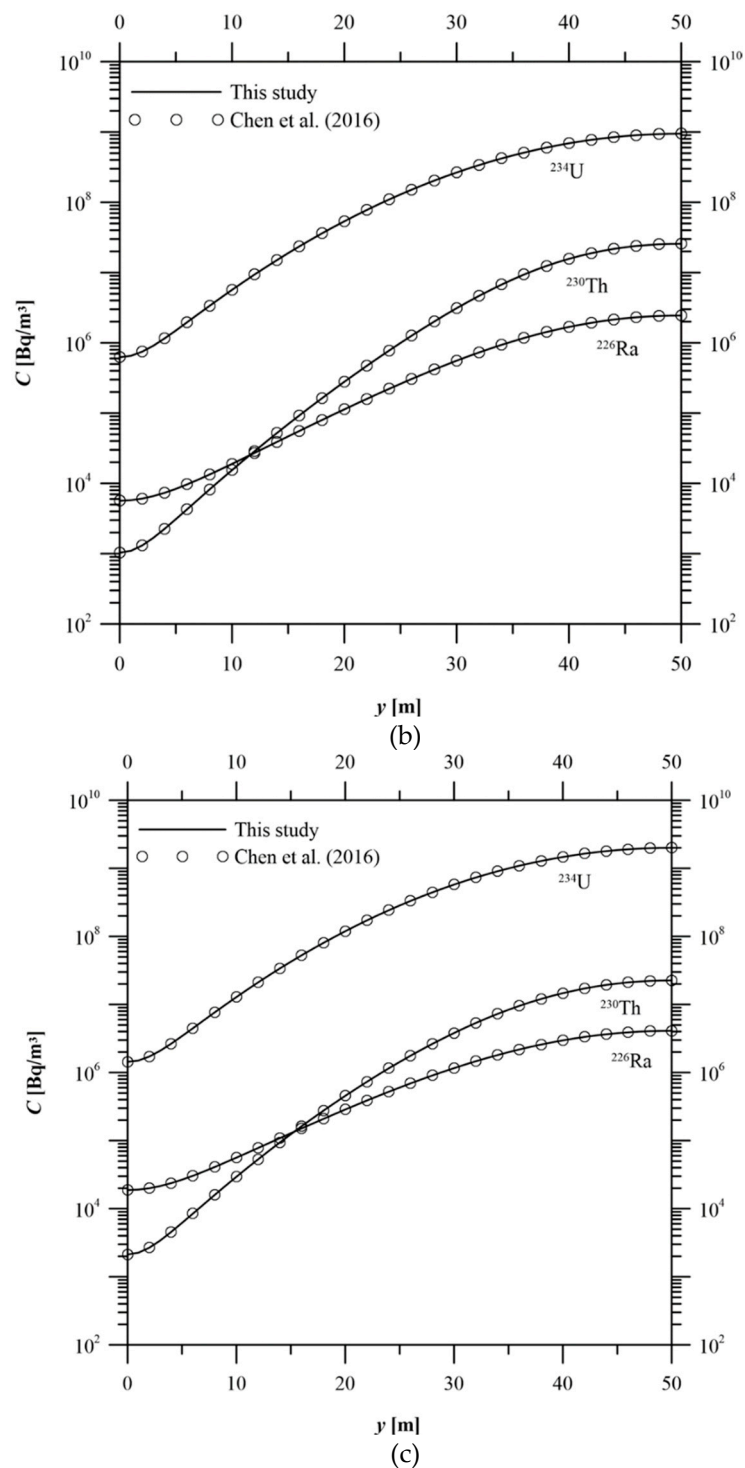 0 10 20 30 40 50
10¹⁰ 10¹⁰
This study
Chen et al. (2016)
²³⁴U
10⁸ 10⁸
²³⁰Th
C [Bq/m³]
10⁶ 10⁶
²²⁶Ra
10⁴ 10⁴
10² 10²
0 10 20 30 40 50
y [m]
(b)
0 10 20 30 40 50
10¹⁰ 10¹⁰
This study
Chen et al. (2016)
²³⁴U
10⁸ 10⁸
²³⁰Th
C [Bq/m³]
10⁶ 10⁶
²²⁶Ra
10⁴ 10⁴
10² 10²
0 10 20 30 40 50
y [m]
(c)